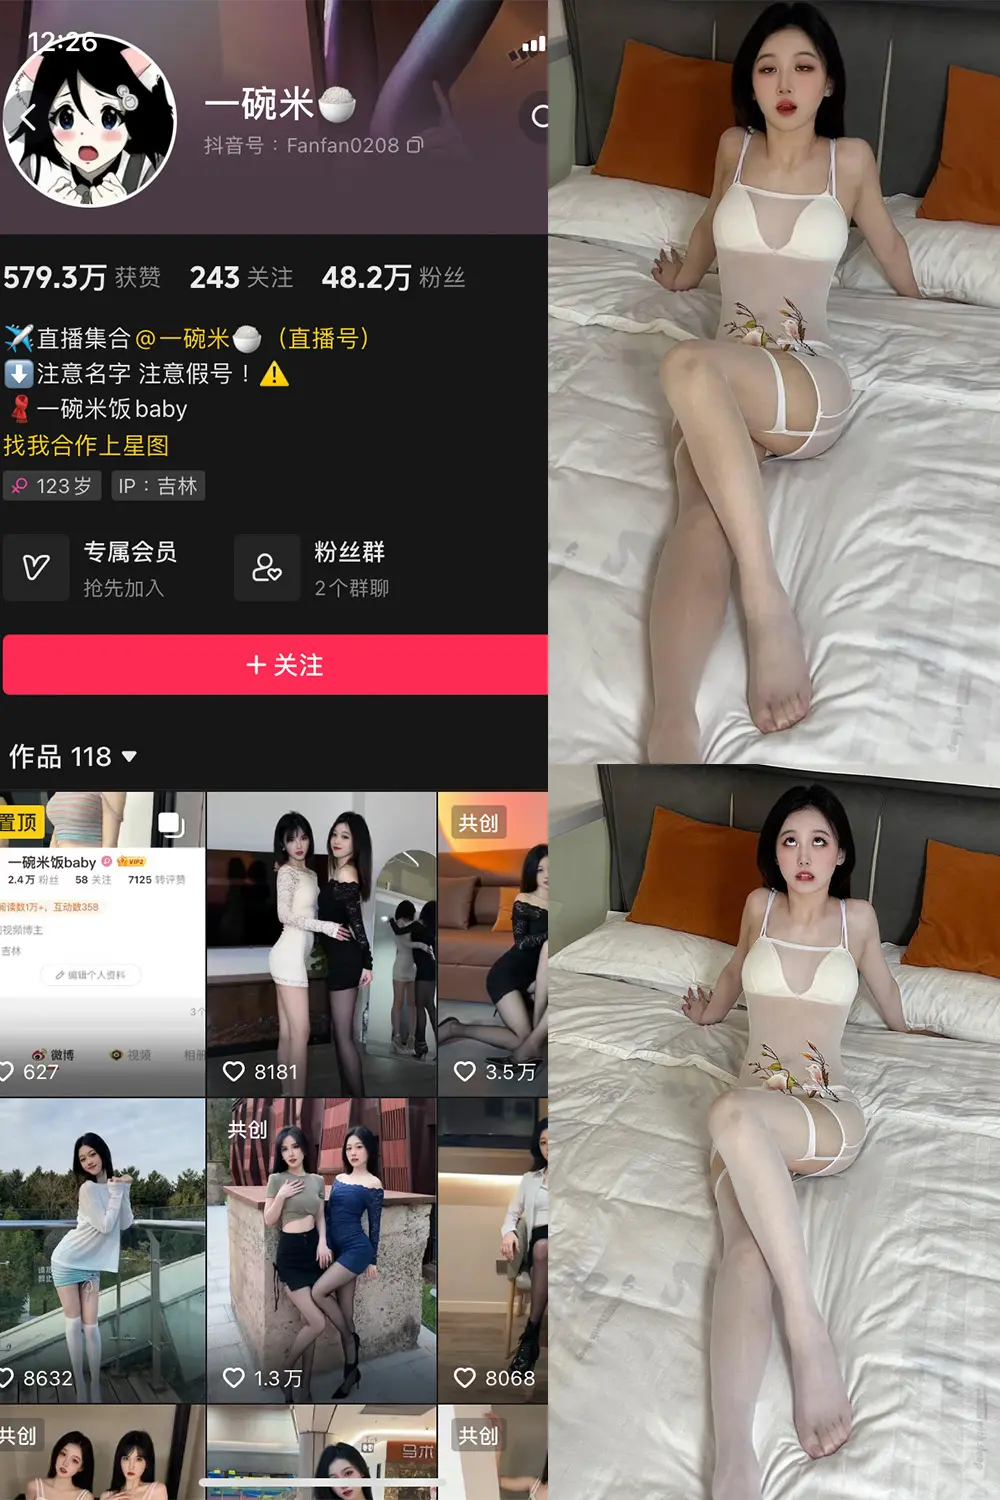 12:26
一碗米🍚
抖音号：Fanfan0208
579.3万 获赞 243 关注 48.2万 粉丝
✈️直播集合@一碗米🍚（直播号）
⬇️注意名字 注意假号！⚠️
🧣一碗米饭baby
找我合作上星图
123岁 IP：吉林
专属会员 粉丝群
抢先加入 2个群聊
+ 关注
作品 118
置顶
共创
一碗米饭baby VIP2
2.4万 粉丝 58 关注 7125 转评赞
阅读数1万+，互动数358
视频博主
吉林
编辑个人资料
3个
微博 视频 相册
627 8181 3.5万
共创
8632 1.3万 8068
共创
马术
共创